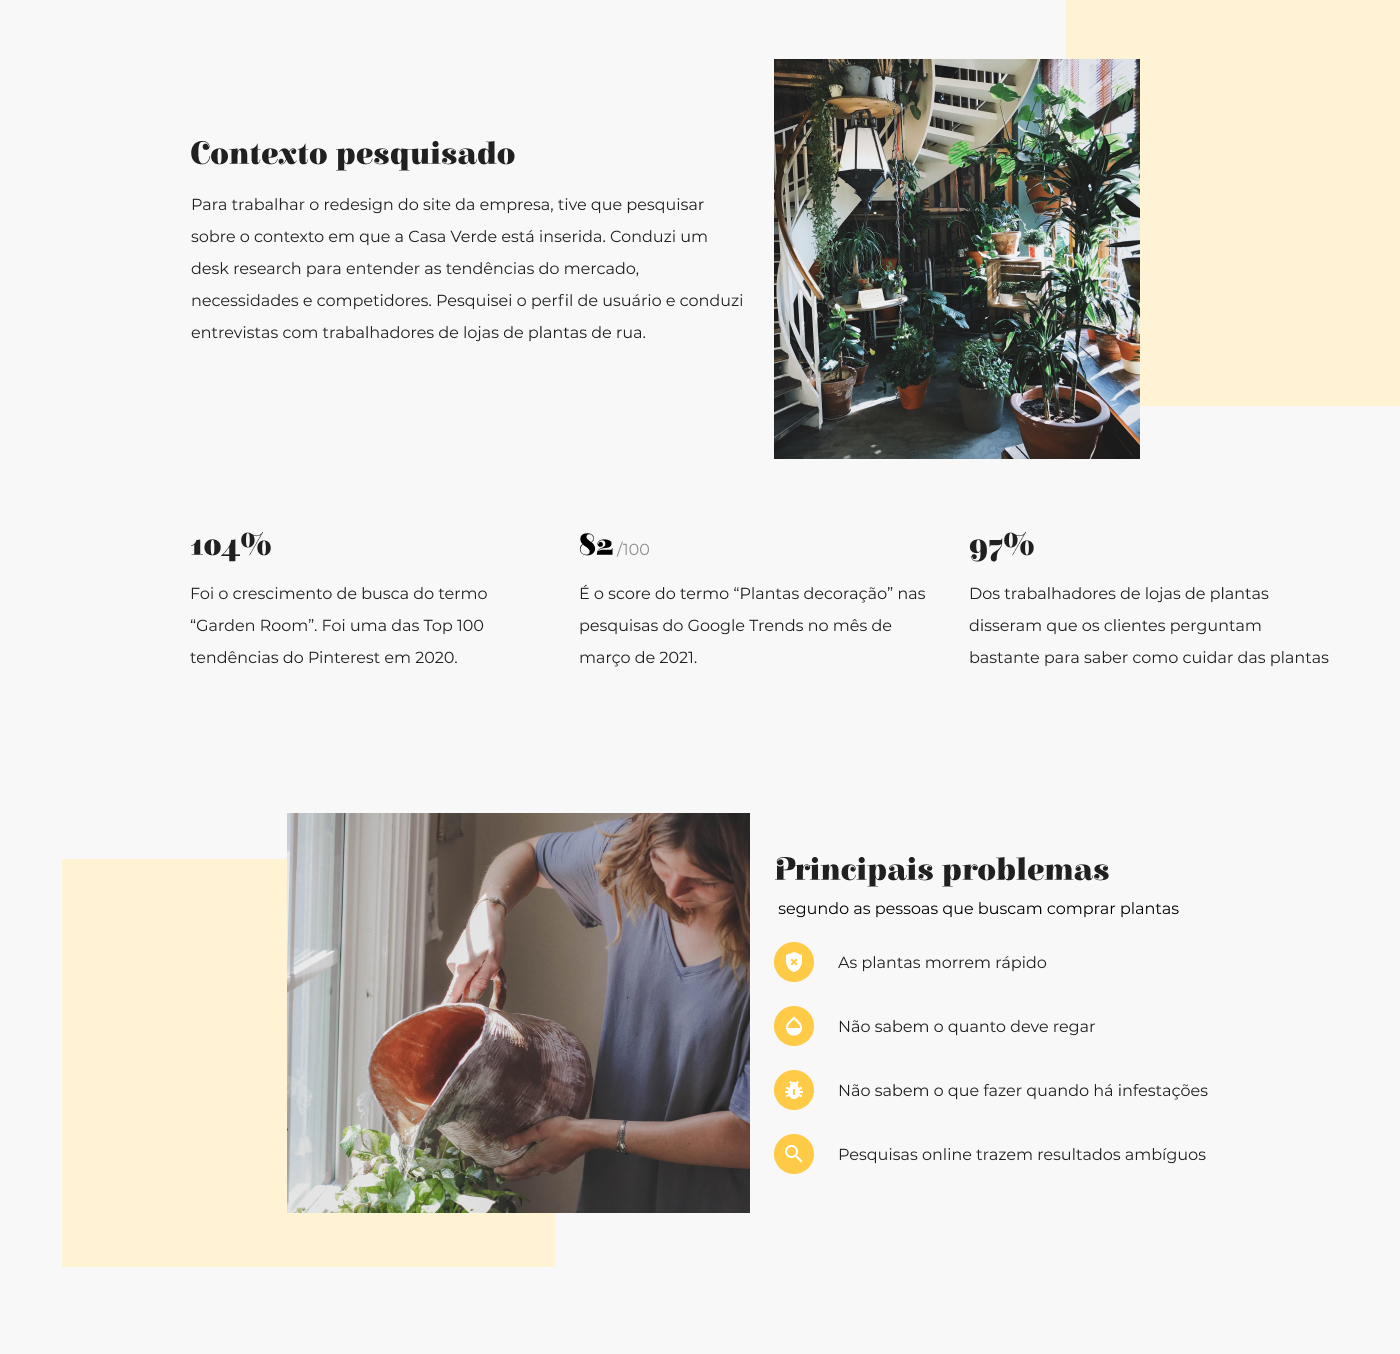 Contexto pesquisado
Para trabalhar o redesign do site da empresa, tive que pesquisar
sobre o contexto em que a Casa Verde está inserida. Conduzi um
desk research para entender as tendências do mercado,
necessidades e competidores. Pesquisei o perfil de usuário e conduzi
entrevistas com trabalhadores de lojas de plantas de rua.
104%
Foi o crescimento de busca do termo
“Garden Room”. Foi uma das Top 100
tendências do Pinterest em 2020.
82 /100
É o score do termo “Plantas decoração” nas
pesquisas do Google Trends no mês de
março de 2021.
97%
Dos trabalhadores de lojas de plantas
disseram que os clientes perguntam
bastante para saber como cuidar das plantas
Principais problemas
segundo as pessoas que buscam comprar plantas
As plantas morrem rápido
Não sabem o quanto deve regar
Não sabem o que fazer quando há infestações
Pesquisas online trazem resultados ambíguos